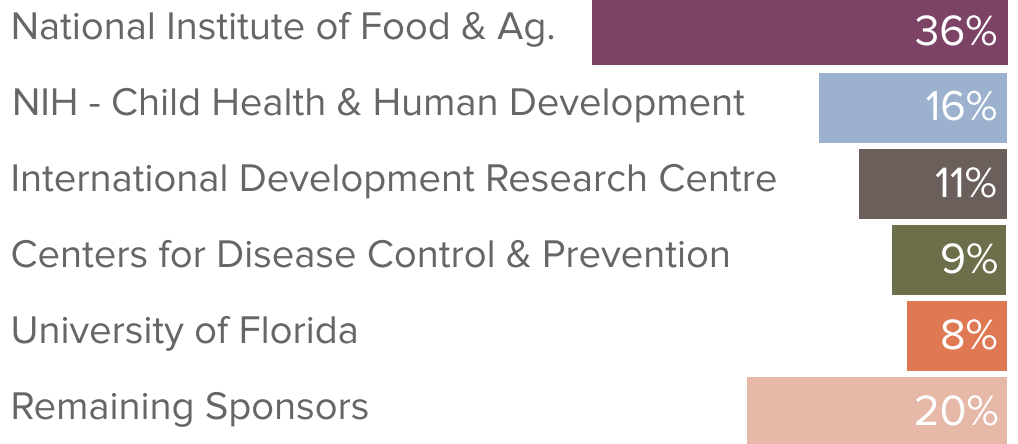 National Institute of Food & Ag. 36%
NIH - Child Health & Human Development 16%
International Development Research Centre 11%
Centers for Disease Control & Prevention 9%
University of Florida 8%
Remaining Sponsors 20%